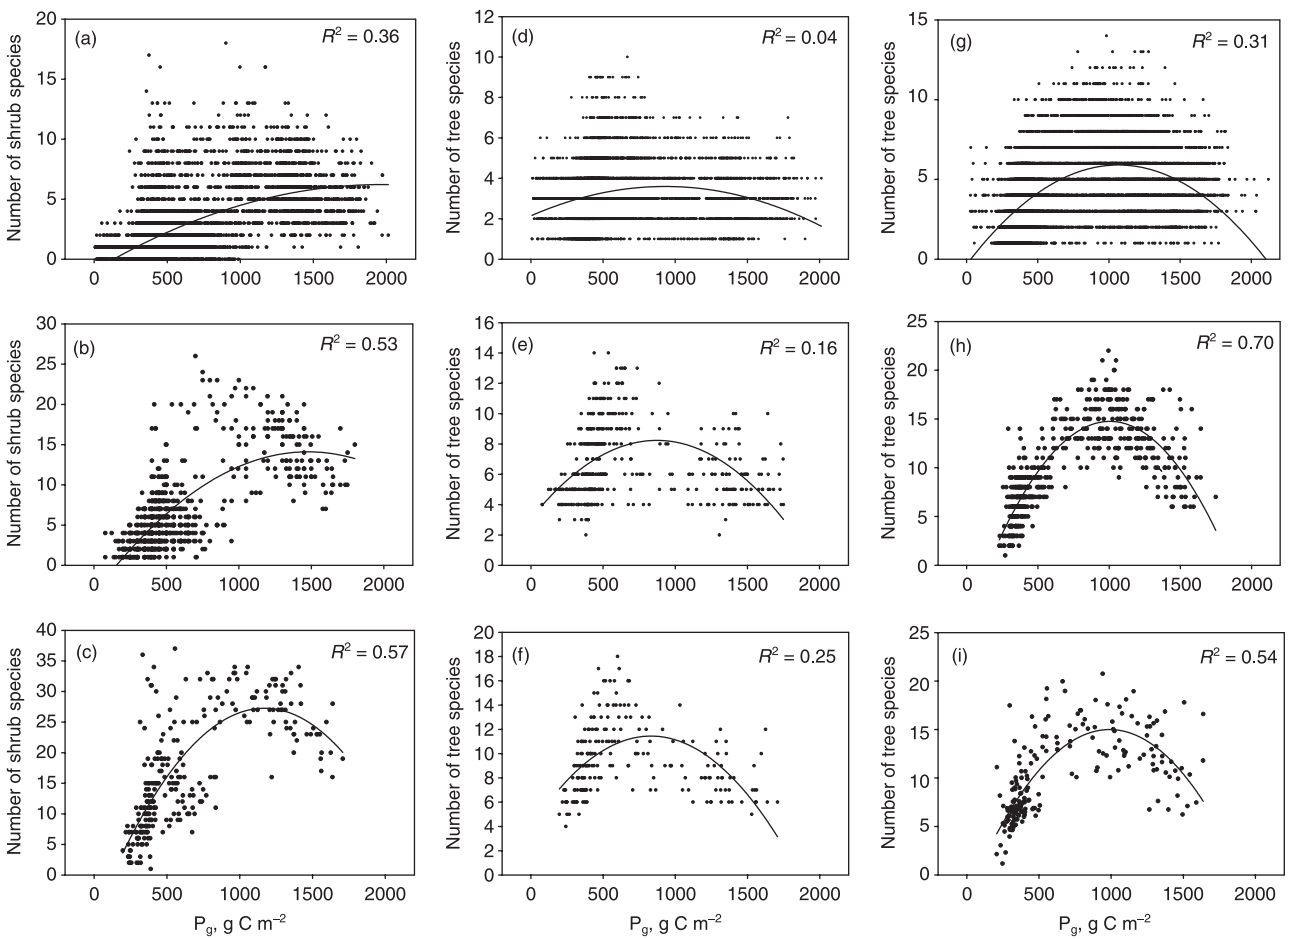 (a) R² = 0.36
Number of shrub species
20
15
10
5
0
0 500 1000 1500 2000
(d) R² = 0.04
Number of tree species
12
10
8
6
4
2
0
0 500 1000 1500 2000
(g) R² = 0.31
Number of tree species
15
10
5
0
0 500 1000 1500 2000
(b) R² = 0.53
Number of shrub species
30
25
20
15
10
5
0
0 500 1000 1500 2000
(e) R² = 0.16
Number of tree species
16
14
12
10
8
6
4
2
0
0 500 1000 1500 2000
(h) R² = 0.70
Number of tree species
25
20
15
10
5
0
0 500 1000 1500 2000
(c) R² = 0.57
Number of shrub species
40
35
30
25
20
15
10
5
0
0 500 1000 1500 2000
P_g, g C m⁻²
(f) R² = 0.25
Number of tree species
20
18
16
14
12
10
8
6
4
2
0
0 500 1000 1500 2000
P_g, g C m⁻²
(i) R² = 0.54
Number of tree species
25
20
15
10
5
0
0 500 1000 1500 2000
P_g, g C m⁻²